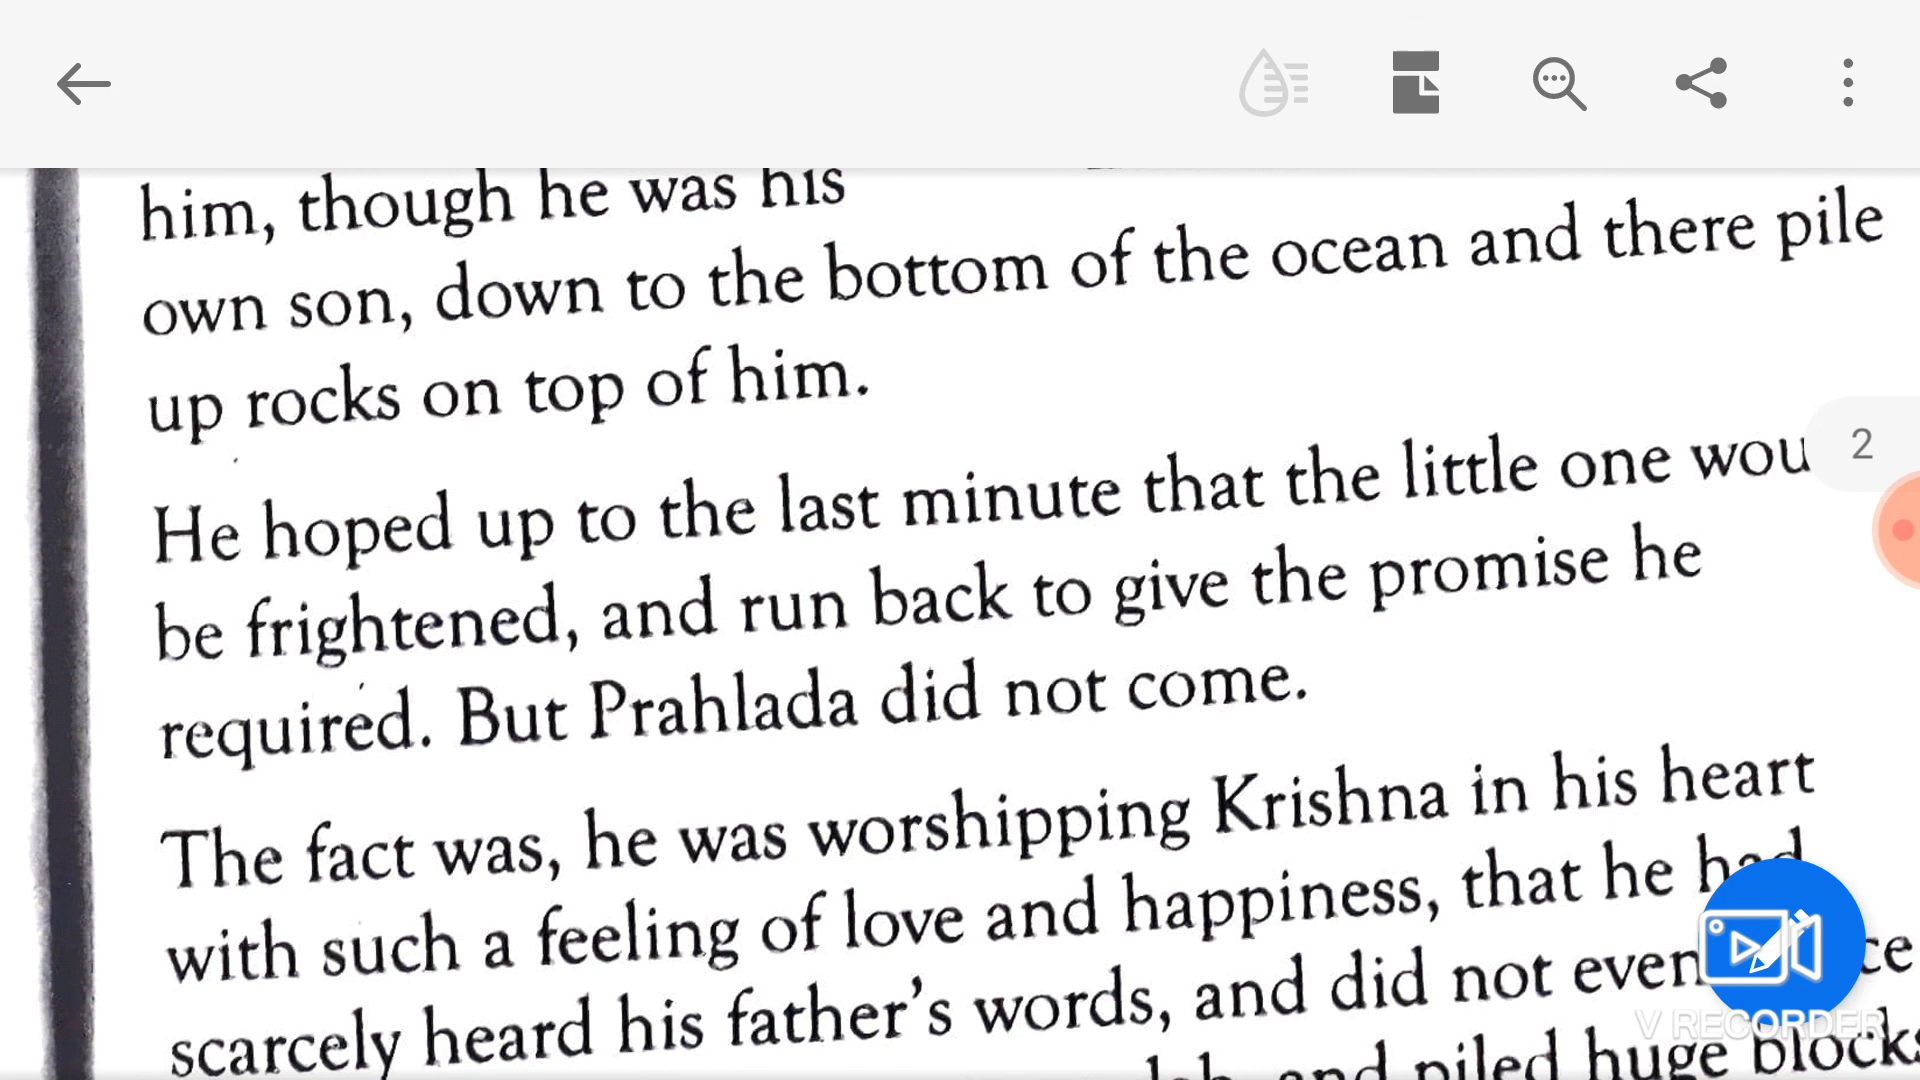 him, though he was his
own son, down to the bottom of the ocean and there pile
up rocks on top of him.
2
He hoped up to the last minute that the little one wou
be frightened, and run back to give the promise he
required. But Prahlada did not come.
The fact was, he was worshipping Krishna in his heart
with such a feeling of love and happiness, that he had
scarcely heard his father's words, and did not even
and piled huge blocks
V RECORDER